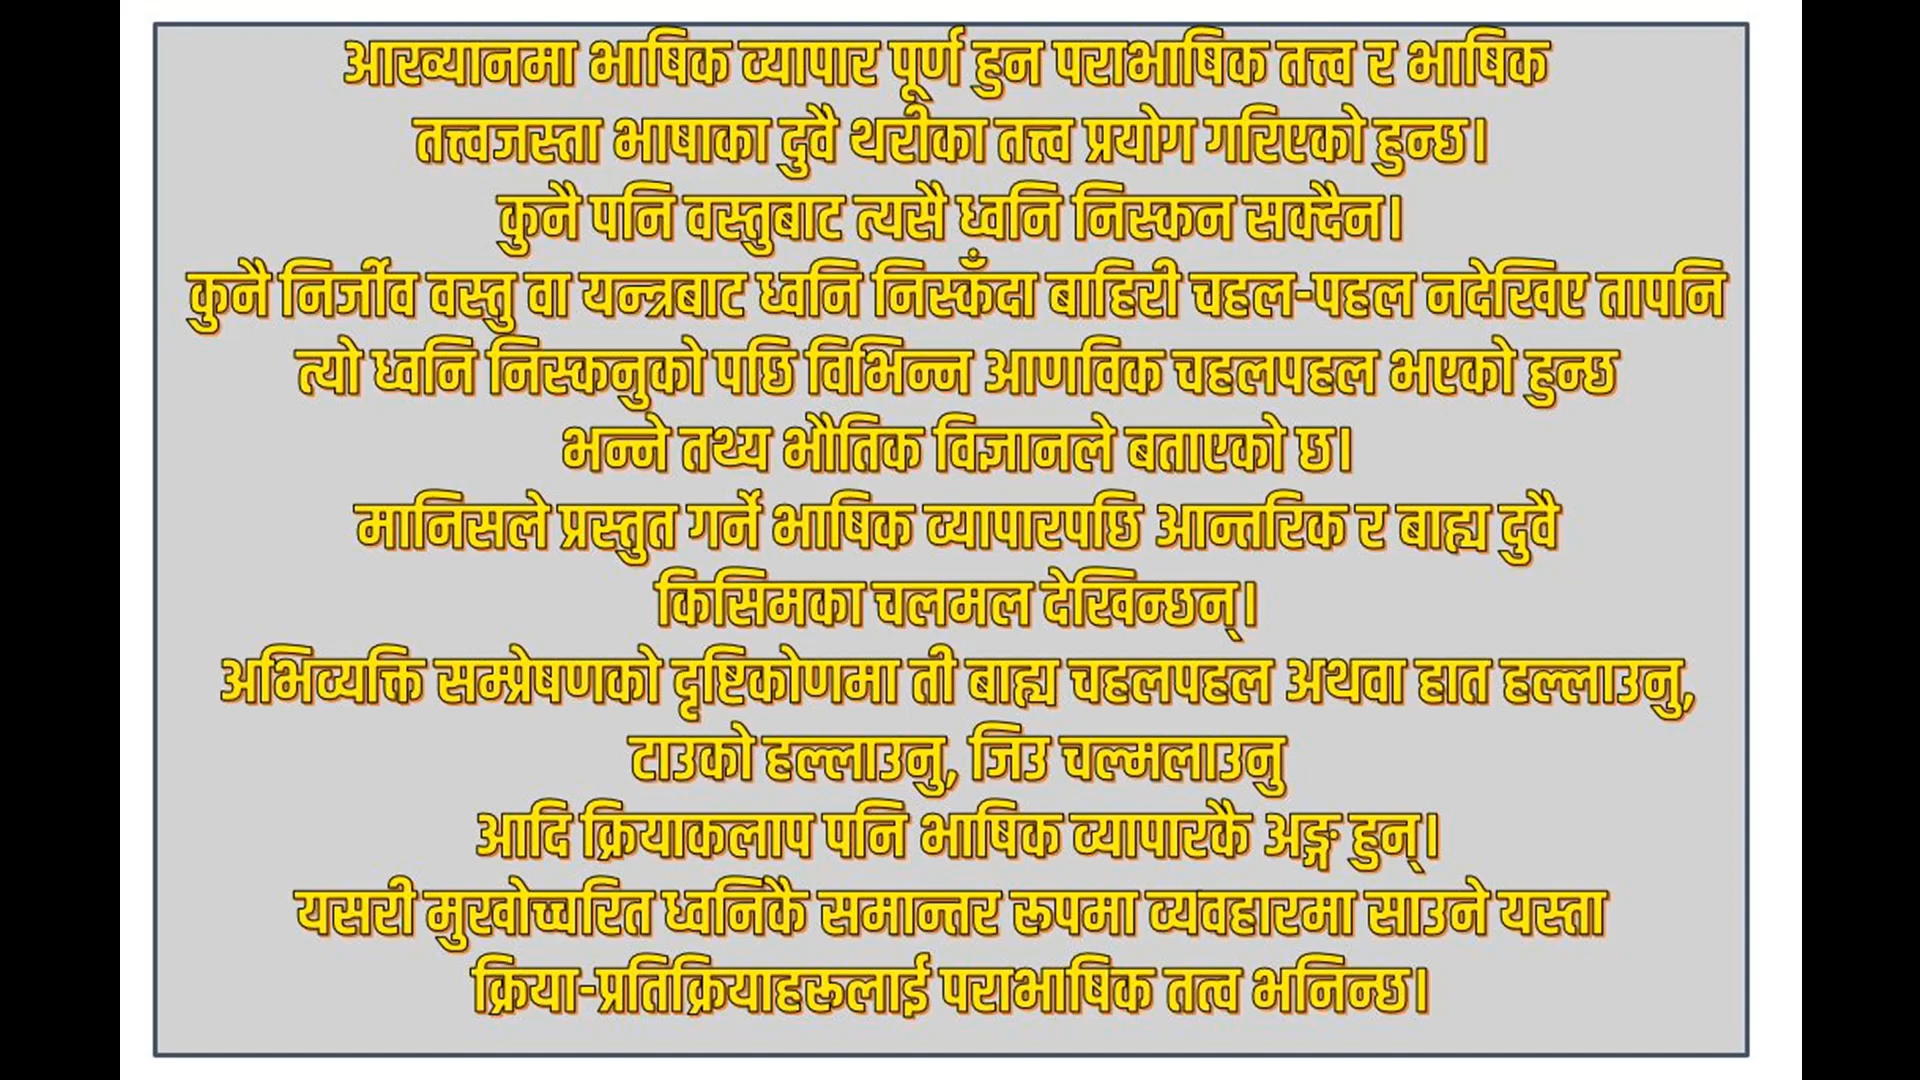 आख्यानमा भाषिक व्यापार पूर्ण हुन पराभाषिक तत्त्व र भाषिक
तत्त्वजस्ता भाषाका दुवै थरीका तत्त्व प्रयोग गरिएको हुन्छ।
कुनै पनि वस्तुबाट त्यसै ध्वनि निस्कन सक्दैन।
कुनै निर्जीव वस्तु वा यन्त्रबाट ध्वनि निस्कँदा बाहिरी चहल-पहल नदेखिए तापनि
त्यो ध्वनि निस्कनुको पछि विभिन्न आणविक चहलपहल भएको हुन्छ
भन्ने तथ्य भौतिक विज्ञानले बताएको छ।
मानिसले प्रस्तुत गर्ने भाषिक व्यापारपछि आन्तरिक र बाह्य दुवै
किसिमका चलमल देखिन्छन्।
अभिव्यक्ति सम्प्रेषणको दृष्टिकोणमा ती बाह्य चहलपहल अथवा हात हल्लाउनु,
टाउको हल्लाउनु, जिउ चल्मलाउनु
आदि क्रियाकलाप पनि भाषिक व्यापारकै अङ्ग हुन्।
यसरी मुखोच्चरित ध्वनिकै समान्तर रूपमा व्यवहारमा साउने यस्ता
क्रिया-प्रतिक्रियाहरूलाई पराभाषिक तत्व भनिन्छ।